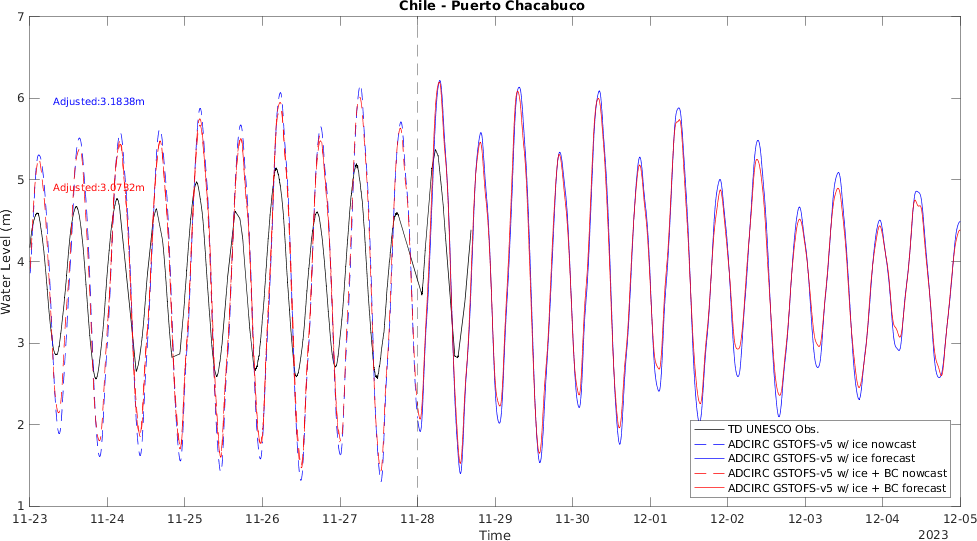 Chile - Puerto Chacabuco
7
6
5
4
3
2
1
Water Level (m)
Adjusted:3.1838m
Adjusted:3.0732m
TD UNESCO Obs.
ADCIRC GSTOFS-v5 w/ ice nowcast
ADCIRC GSTOFS-v5 w/ ice forecast
ADCIRC GSTOFS-v5 w/ ice + BC nowcast
ADCIRC GSTOFS-v5 w/ ice + BC forecast
11-23 11-24 11-25 11-26 11-27 11-28 11-29 11-30 12-01 12-02 12-03 12-04 12-05
Time
2023